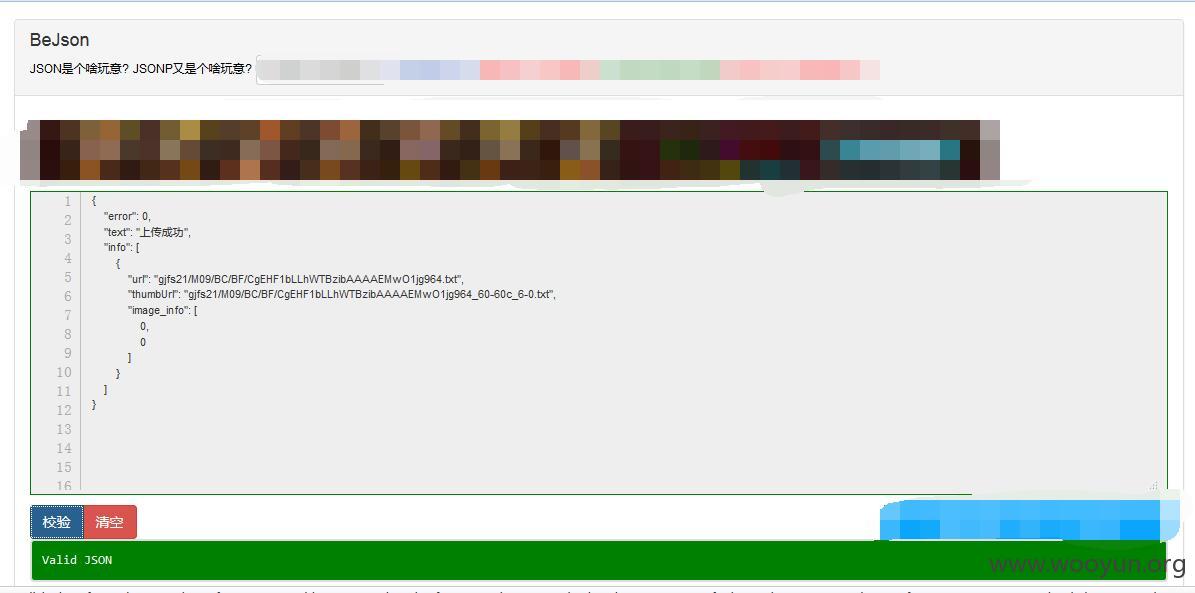 BeJson
JSON是个啥玩意? JSONP又是个啥玩意?
1 {
2 "error": 0,
3 "text": "上传成功",
4 "info": [
5 {
6 "url": "gjfs21/M09/BC/BF/CgEHF1bLLhWTBzibAAAAEMwO1jg964.txt",
7 "thumbUrl": "gjfs21/M09/BC/BF/CgEHF1bLLhWTBzibAAAAEMwO1jg964_60-60c_6-0.txt",
8 "image_info": [
9 0,
10 0
11 ]
12 }
13 ]
14 }
15
16
校验 清空
Valid JSON
www.wooyun.org